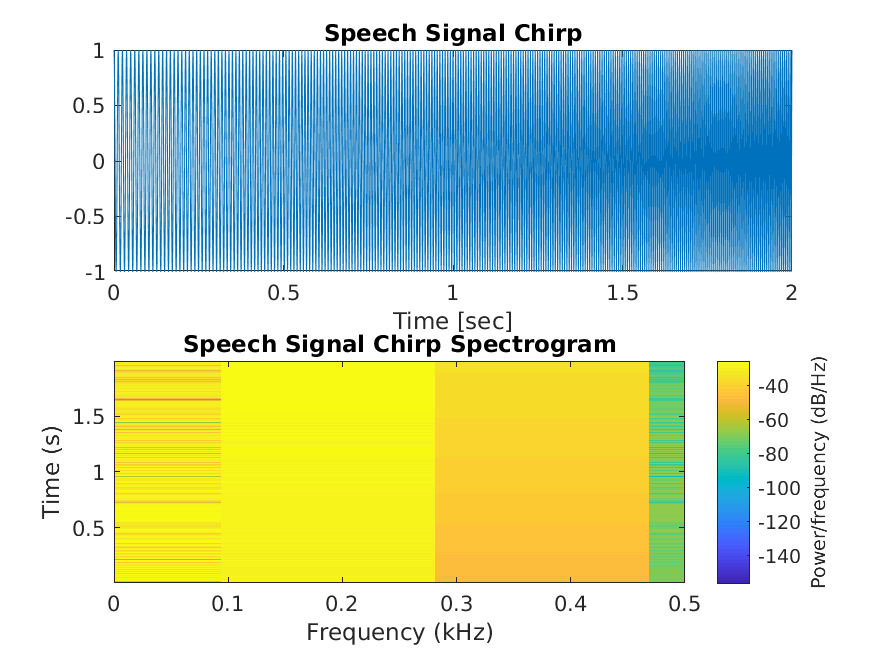 Speech Signal Chirp
1
0.5
0
-0.5
-1
0 0.5 1 1.5 2
Time [sec]
Speech Signal Chirp Spectrogram
1.5
1
0.5
Time (s)
0 0.1 0.2 0.3 0.4 0.5
Frequency (kHz)
-40
-60
-80
-100
-120
-140
Power/frequency (dB/Hz)